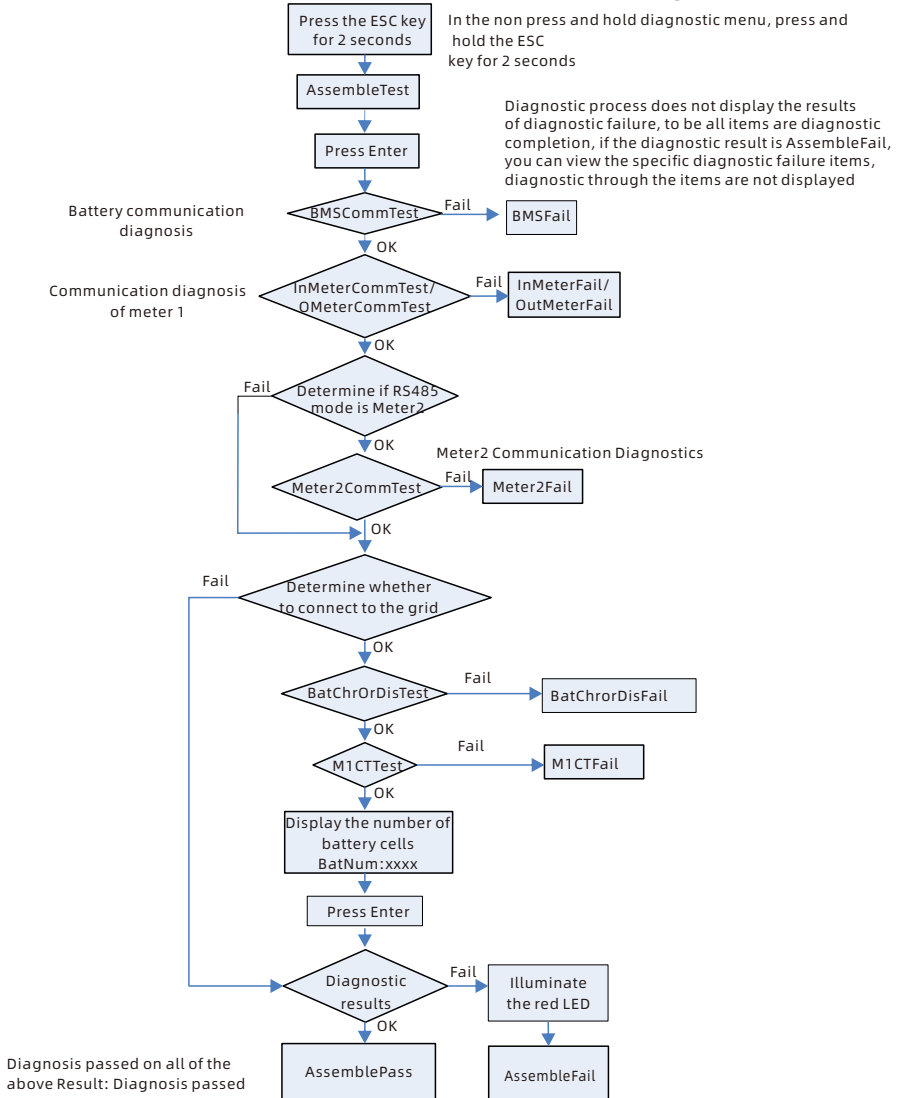 Press the ESC key
for 2 seconds
In the non press and hold diagnostic menu, press and
hold the ESC
key for 2 seconds
AssembleTest
Diagnostic process does not display the results
of diagnostic failure, to be all items are diagnostic
completion, if the diagnostic result is AssembleFail,
you can view the specific diagnostic failure items,
diagnostic through the items are not displayed
Press Enter
Battery communication
diagnosis
BMSCommTest
Fail
BMSFail
OK
Communication diagnosis
of meter 1
InMeterCommTest/
OMeterCommTest
Fail
InMeterFail/
OutMeterFail
OK
Fail
Determine if RS485
mode is Meter2
OK
Meter2 Communication Diagnostics
Meter2CommTest
Fail
Meter2Fail
OK
Fail
Determine whether
to connect to the grid
OK
BatChrOrDisTest
Fail
BatChrorDisFail
OK
M1CTTest
Fail
M1CTFail
OK
Display the number of
battery cells
BatNum:xxxx
Press Enter
Diagnostic
results
Fail
Illuminate
the red LED
OK
Diagnosis passed on all of the
above Result: Diagnosis passed
AssemblePass
AssembleFail